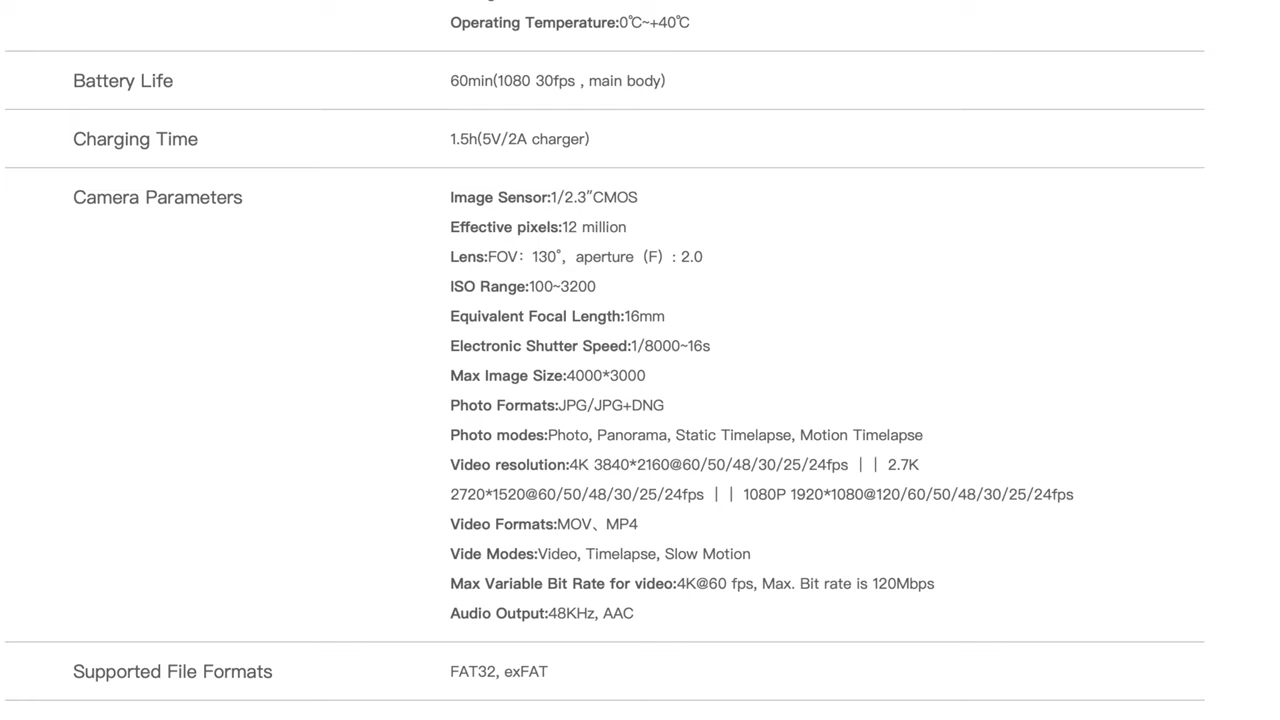 Operating Temperature:0℃~+40℃
Battery Life
60min(1080 30fps , main body)
Charging Time
1.5h(5V/2A charger)
Camera Parameters
Image Sensor:1/2.3″CMOS
Effective pixels:12 million
Lens:FOV：130°，aperture（F）: 2.0
ISO Range:100~3200
Equivalent Focal Length:16mm
Electronic Shutter Speed:1/8000~16s
Max Image Size:4000*3000
Photo Formats:JPG/JPG+DNG
Photo modes:Photo, Panorama, Static Timelapse, Motion Timelapse
Video resolution:4K 3840*2160@60/50/48/30/25/24fps ｜｜ 2.7K
2720*1520@60/50/48/30/25/24fps ｜｜ 1080P 1920*1080@120/60/50/48/30/25/24fps
Video Formats:MOV、MP4
Vide Modes:Video, Timelapse, Slow Motion
Max Variable Bit Rate for video:4K@60 fps, Max. Bit rate is 120Mbps
Audio Output:48KHz, AAC
Supported File Formats
FAT32, exFAT